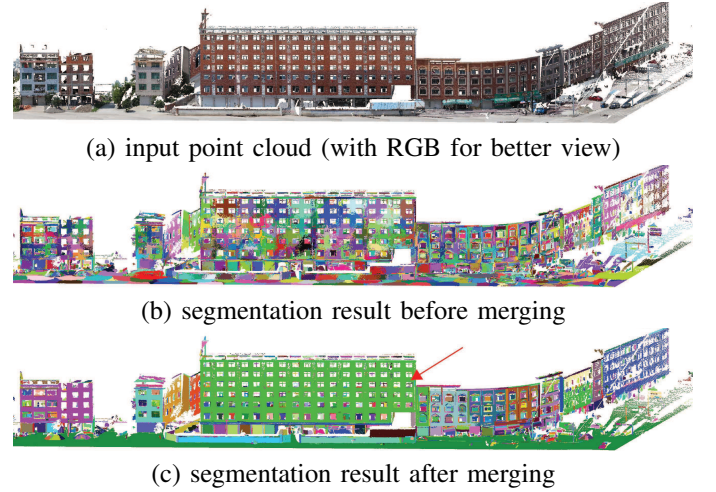 (a) input point cloud (with RGB for better view)
(b) segmentation result before merging
(c) segmentation result after merging